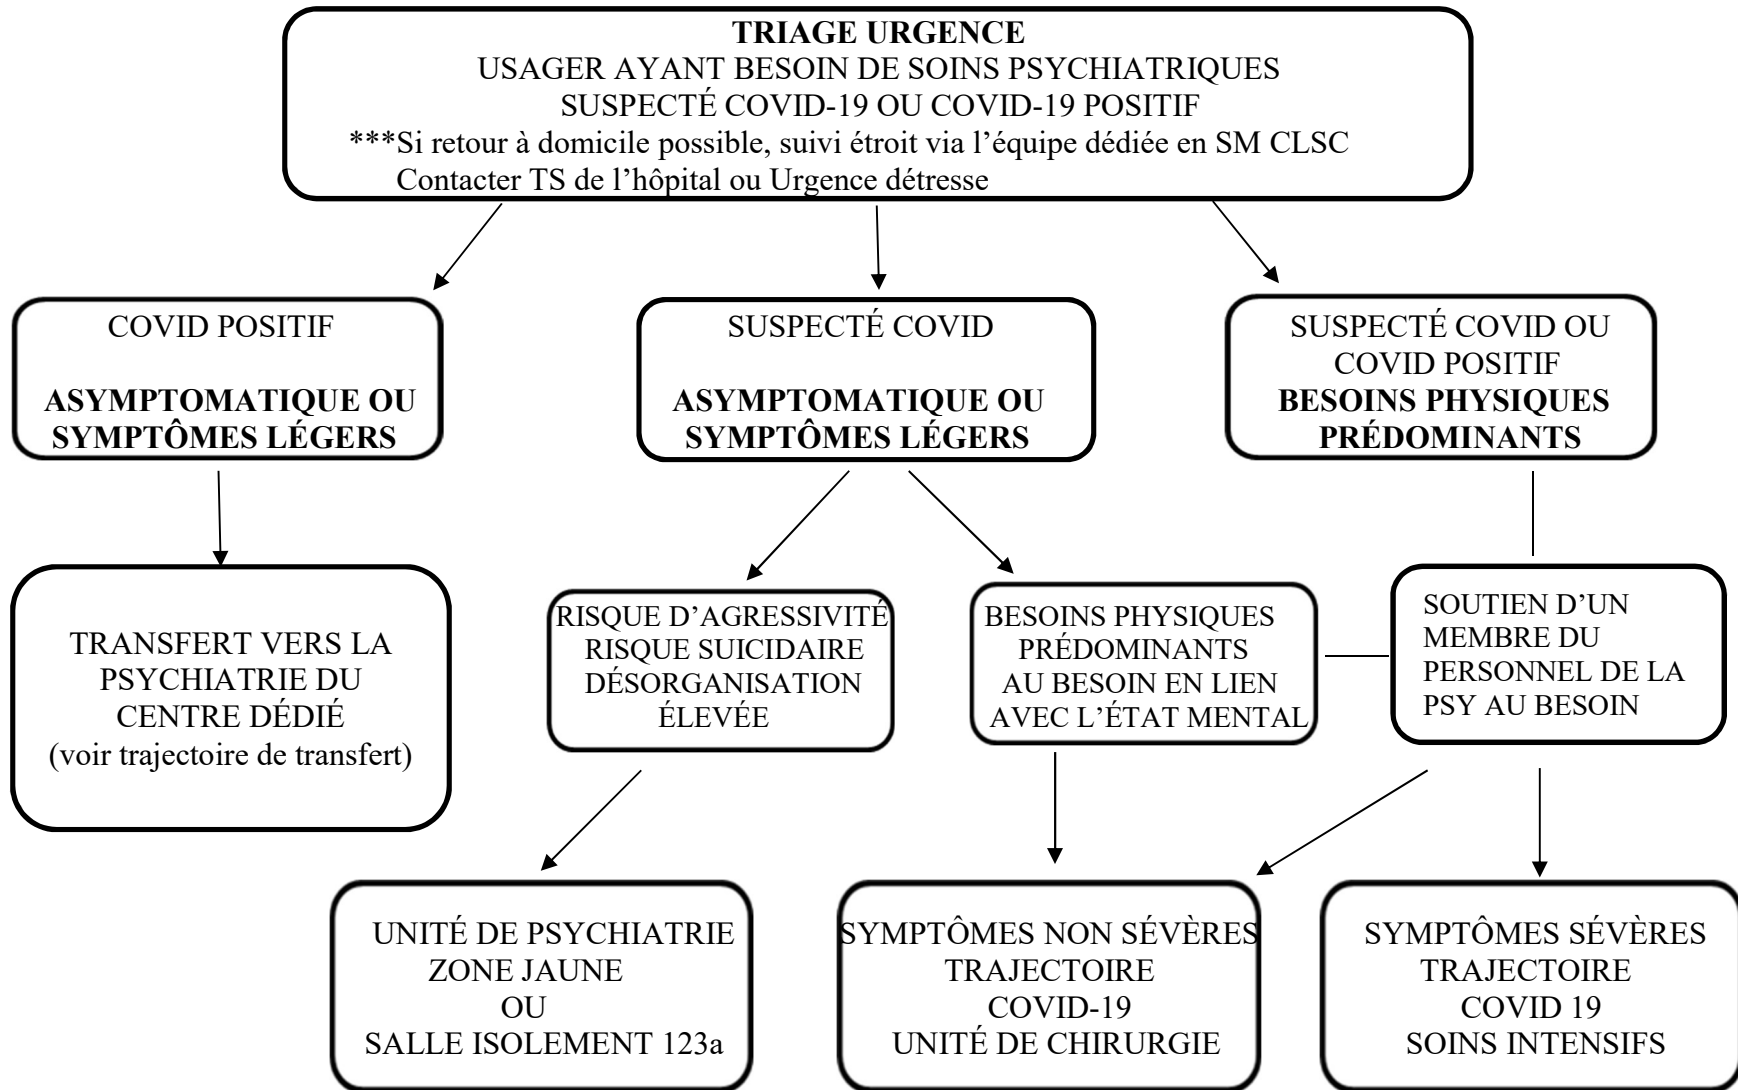 TRIAGE URGENCE
USAGER AYANT BESOIN DE SOINS PSYCHIATRIQUES
SUSPECTÉ COVID-19 OU COVID-19 POSITIF
***Si retour à domicile possible, suivi étroit via l’équipe dédiée en SM CLSC
Contacter TS de l’hôpital ou Urgence détresse
COVID POSITIF
ASYMPTOMATIQUE OU
SYMPTÔMES LÉGERS
SUSPECTÉ COVID
ASYMPTOMATIQUE OU
SYMPTÔMES LÉGERS
SUSPECTÉ COVID OU
COVID POSITIF
BESOINS PHYSIQUES
PRÉDOMINANTS
TRANSFERT VERS LA
PSYCHIATRIE DU
CENTRE DÉDIÉ
(voir trajectoire de transfert)
RISQUE D’AGRESSIVITÉ
RISQUE SUICIDAIRE
DÉSORGANISATION
ÉLEVÉE
BESOINS PHYSIQUES
PRÉDOMINANTS
AU BESOIN EN LIEN
AVEC L’ÉTAT MENTAL
SOUTIEN D’UN
MEMBRE DU
PERSONNEL DE LA
PSY AU BESOIN
UNITÉ DE PSYCHIATRIE
ZONE JAUNE
OU
SALLE ISOLEMENT 123a
SYMPTÔMES NON SÉVÈRES
TRAJECTOIRE
COVID-19
UNITÉ DE CHIRURGIE
SYMPTÔMES SÉVÈRES
TRAJECTOIRE
COVID 19
SOINS INTENSIFS